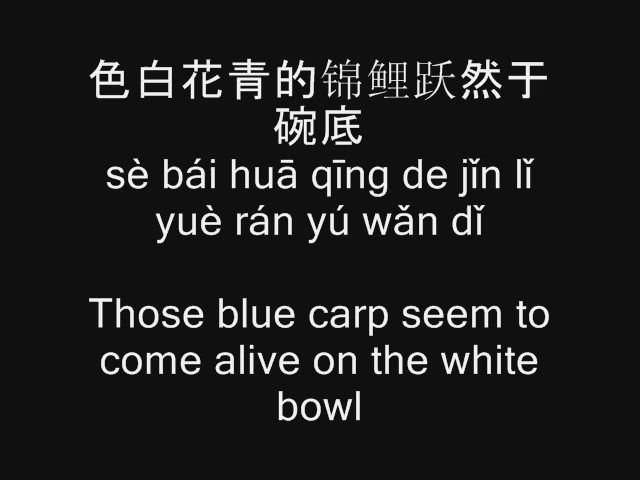 色白花青的锦鲤跃然于
碗底
sè bái huā qīng de jǐn lǐ
yuè rán yú wǎn dǐ
Those blue carp seem to
come alive on the white
bowl